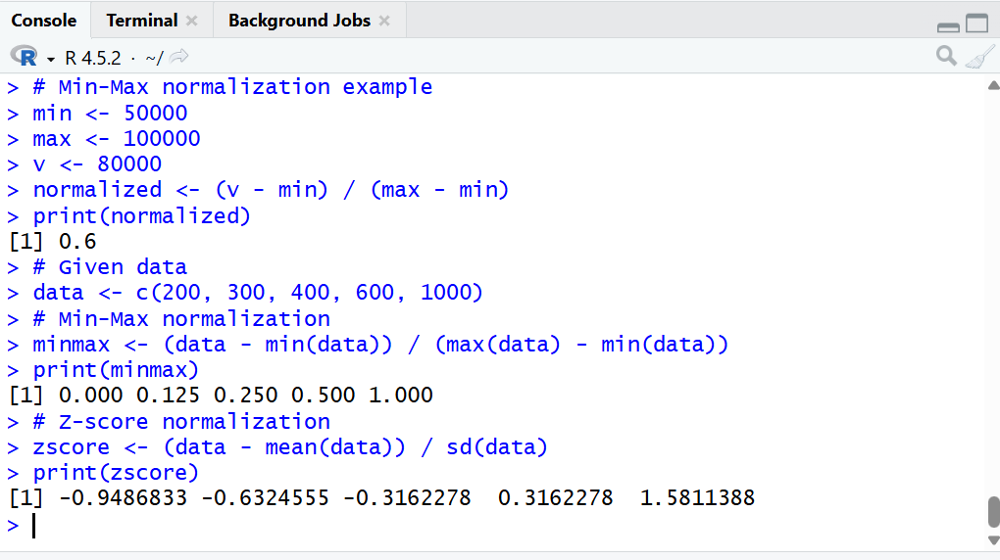 Console Terminal Background Jobs
R R 4.5.2 · ~/
> # Min-Max normalization example
> min <- 50000
> max <- 100000
> v <- 80000
> normalized <- (v - min) / (max - min)
> print(normalized)
[1] 0.6
> # Given data
> data <- c(200, 300, 400, 600, 1000)
> # Min-Max normalization
> minmax <- (data - min(data)) / (max(data) - min(data))
> print(minmax)
[1] 0.000 0.125 0.250 0.500 1.000
> # Z-score normalization
> zscore <- (data - mean(data)) / sd(data)
> print(zscore)
[1] -0.9486833 -0.6324555 -0.3162278  0.3162278  1.5811388
>